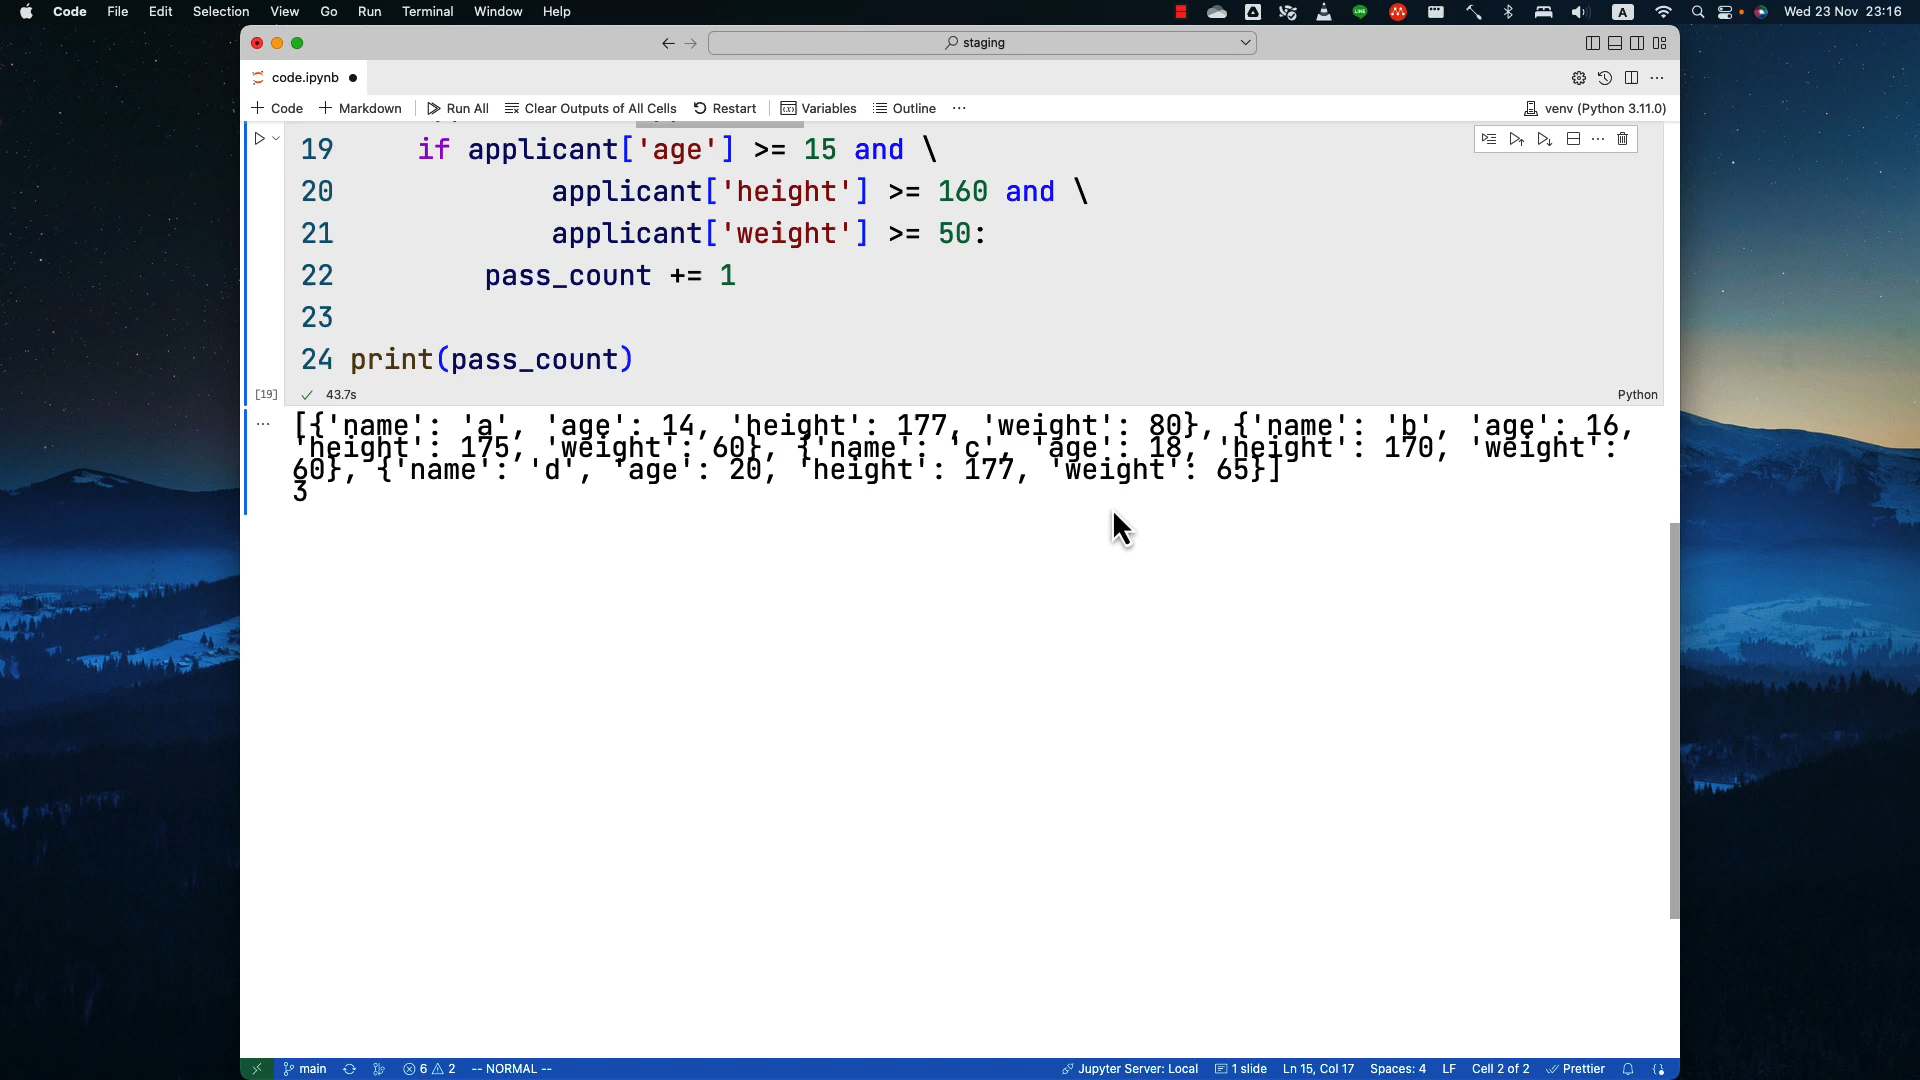 Code File Edit Selection View Go Run Terminal Window Help A Wed 23 Nov 23:16
staging
code.ipynb
Code Markdown Run All Clear Outputs of All Cells Restart Variables Outline ... venv (Python 3.11.0)
19 if applicant['age'] >= 15 and \
20 applicant['height'] >= 160 and \
21 applicant['weight'] >= 50:
22 pass_count += 1
23
24 print(pass_count)
[19] 43.7s Python
[{'name': 'a', 'age': 14, 'height': 177, 'weight': 80}, {'name': 'b', 'age': 16,
'height': 175, 'weight': 60}, {'name': 'c', 'age': 18, 'height': 170, 'weight':
60}, {'name': 'd', 'age': 20, 'height': 177, 'weight': 65}]
3
main 6 2 -- NORMAL -- Jupyter Server: Local 1 slide Ln 15, Col 17 Spaces: 4 LF Cell 2 of 2 Prettier